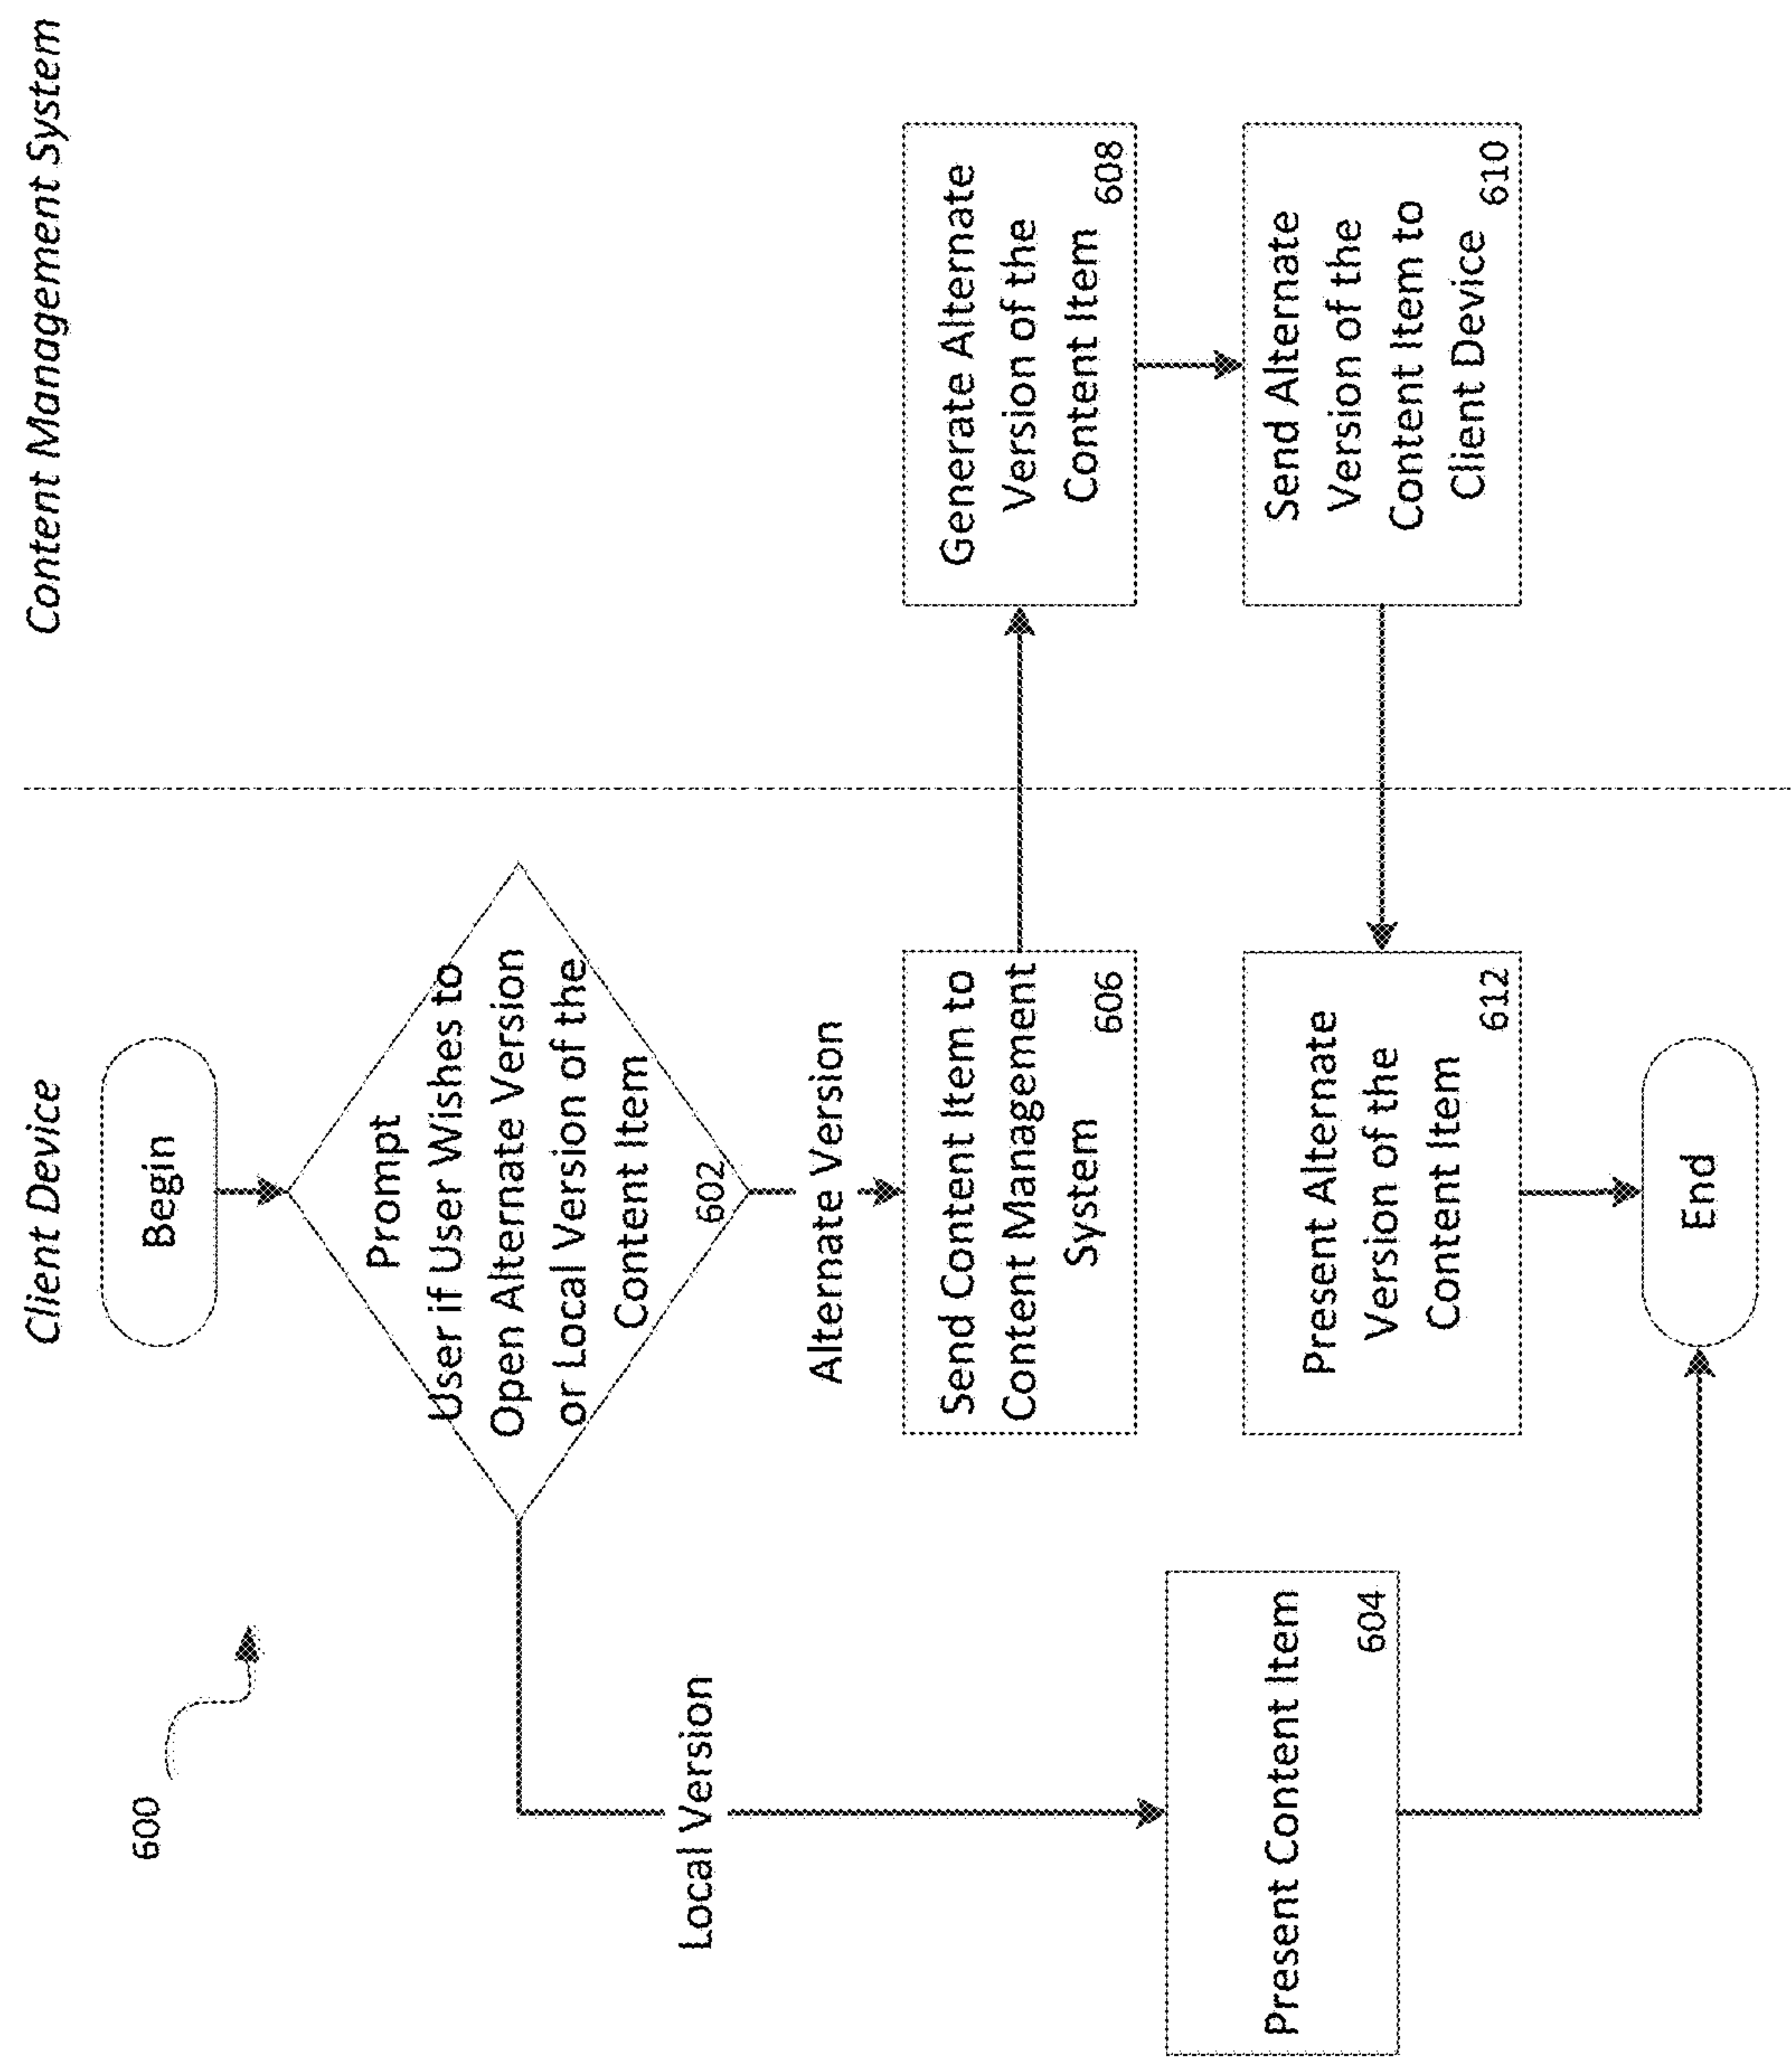 Client Device
Content Management System
600
Begin
Prompt
User if User Wishes to
Open Alternate Version
or Local Version of the
Content Item
602
Local Version
Alternate Version
Send Content Item to
Content Management
System
606
Generate Alternate
Version of the
Content Item
608
Present Content Item
604
Present Alternate
Version of the
Content Item
612
Send Alternate
Version of the
Content Item to
Client Device
610
End